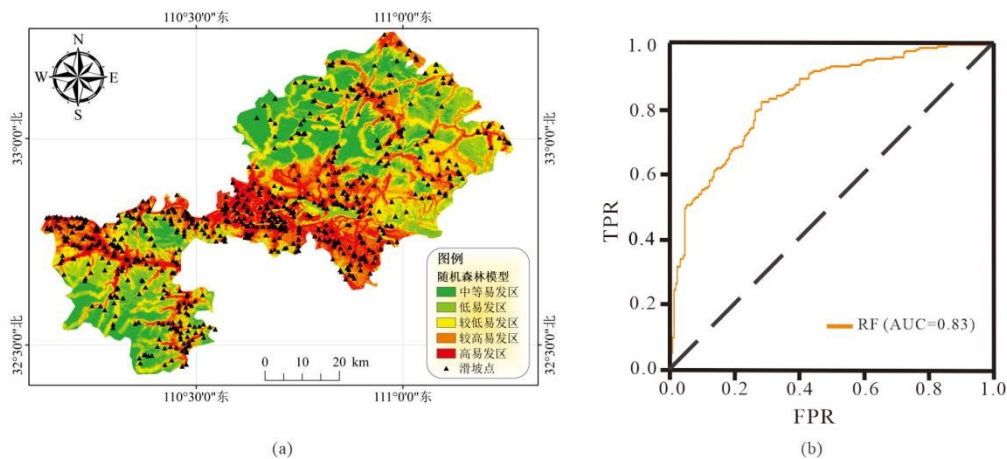 110°30'0"东
111°0'0"东
N
W
E
S
33°0'0"北
33°0'0"北
32°30'0"北
32°30'0"北
图例
随机森林模型
中等易发区
低易发区
较低易发区
较高易发区
高易发区
滑坡点
0 10 20 km
110°30'0"东
111°0'0"东
(a)
1.0
0.8
0.6
0.4
0.2
0.0
TPR
RF (AUC=0.83)
0.0 0.2 0.4 0.6 0.8 1.0
FPR
(b)